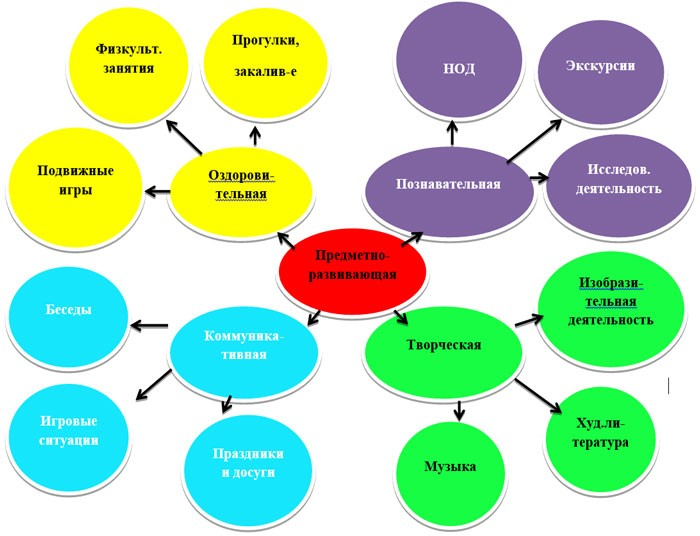 Физкульт.
занятия
Прогулки,
закалив-е
НОД
Экскурсии
Подвижные
игры
Оздорови-
тельная
Познавательная
Исследов.
деятельность
Предметно-
развивающая
Беседы
Коммуника-
тивная
Творческая
Изобрази-
тельная
деятельность
Игровые
ситуации
Праздники
и досуги
Музыка
Худ.ли-
тература